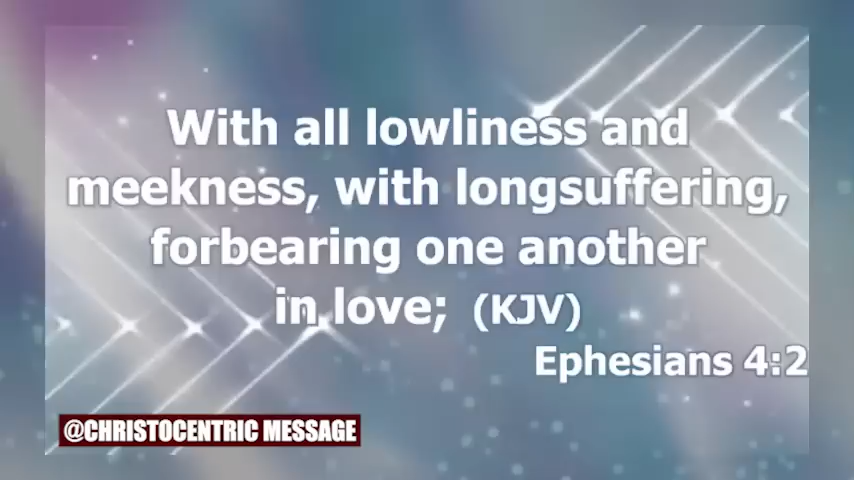 With all lowliness and
meekness, with longsuffering,
forbearing one another
in love; (KJV)
Ephesians 4:2
@CHRISTOCENTRIC MESSAGE